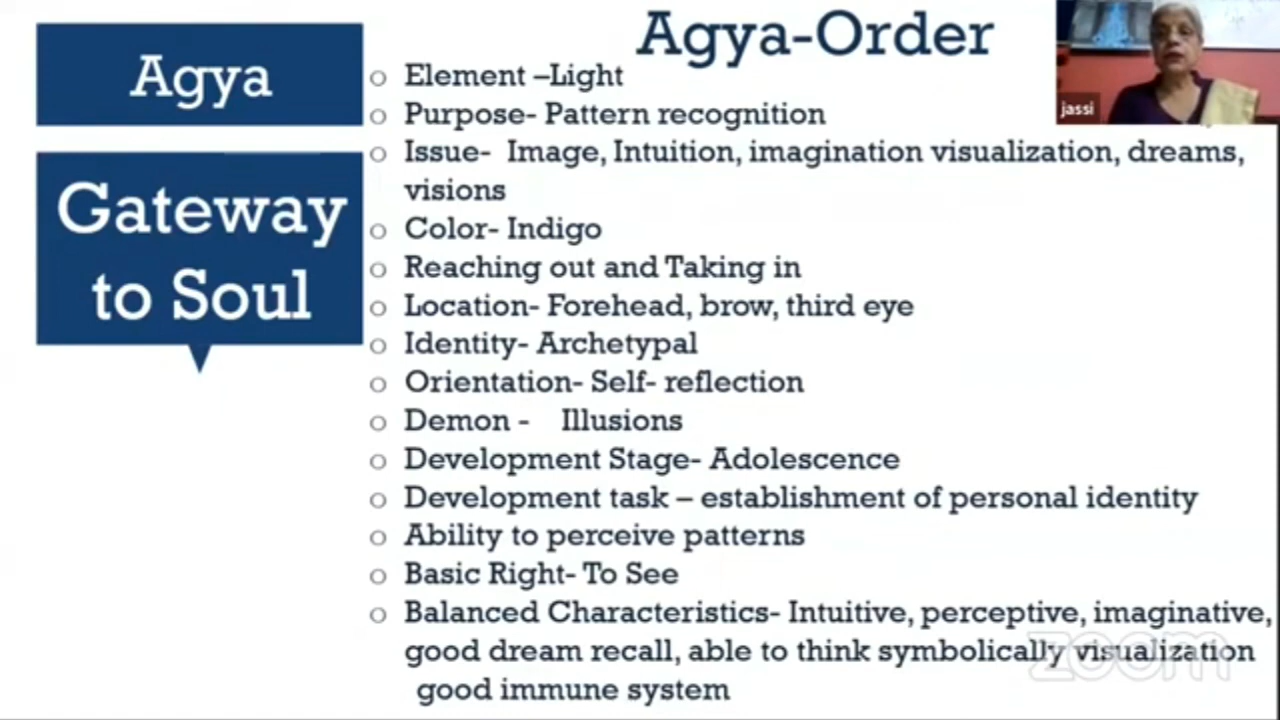 Agya
Gateway
to Soul
Agya-Order
o Element –Light
o Purpose- Pattern recognition
o Issue- Image, Intuition, imagination visualization, dreams,
visions
o Color- Indigo
o Reaching out and Taking in
o Location- Forehead, brow, third eye
o Identity- Archetypal
o Orientation- Self- reflection
o Demon - Illusions
o Development Stage- Adolescence
o Development task – establishment of personal identity
o Ability to perceive patterns
o Basic Right- To See
o Balanced Characteristics- Intuitive, perceptive, imaginative,
good dream recall, able to think symbolically visualization
good immune system
jassi
zoom